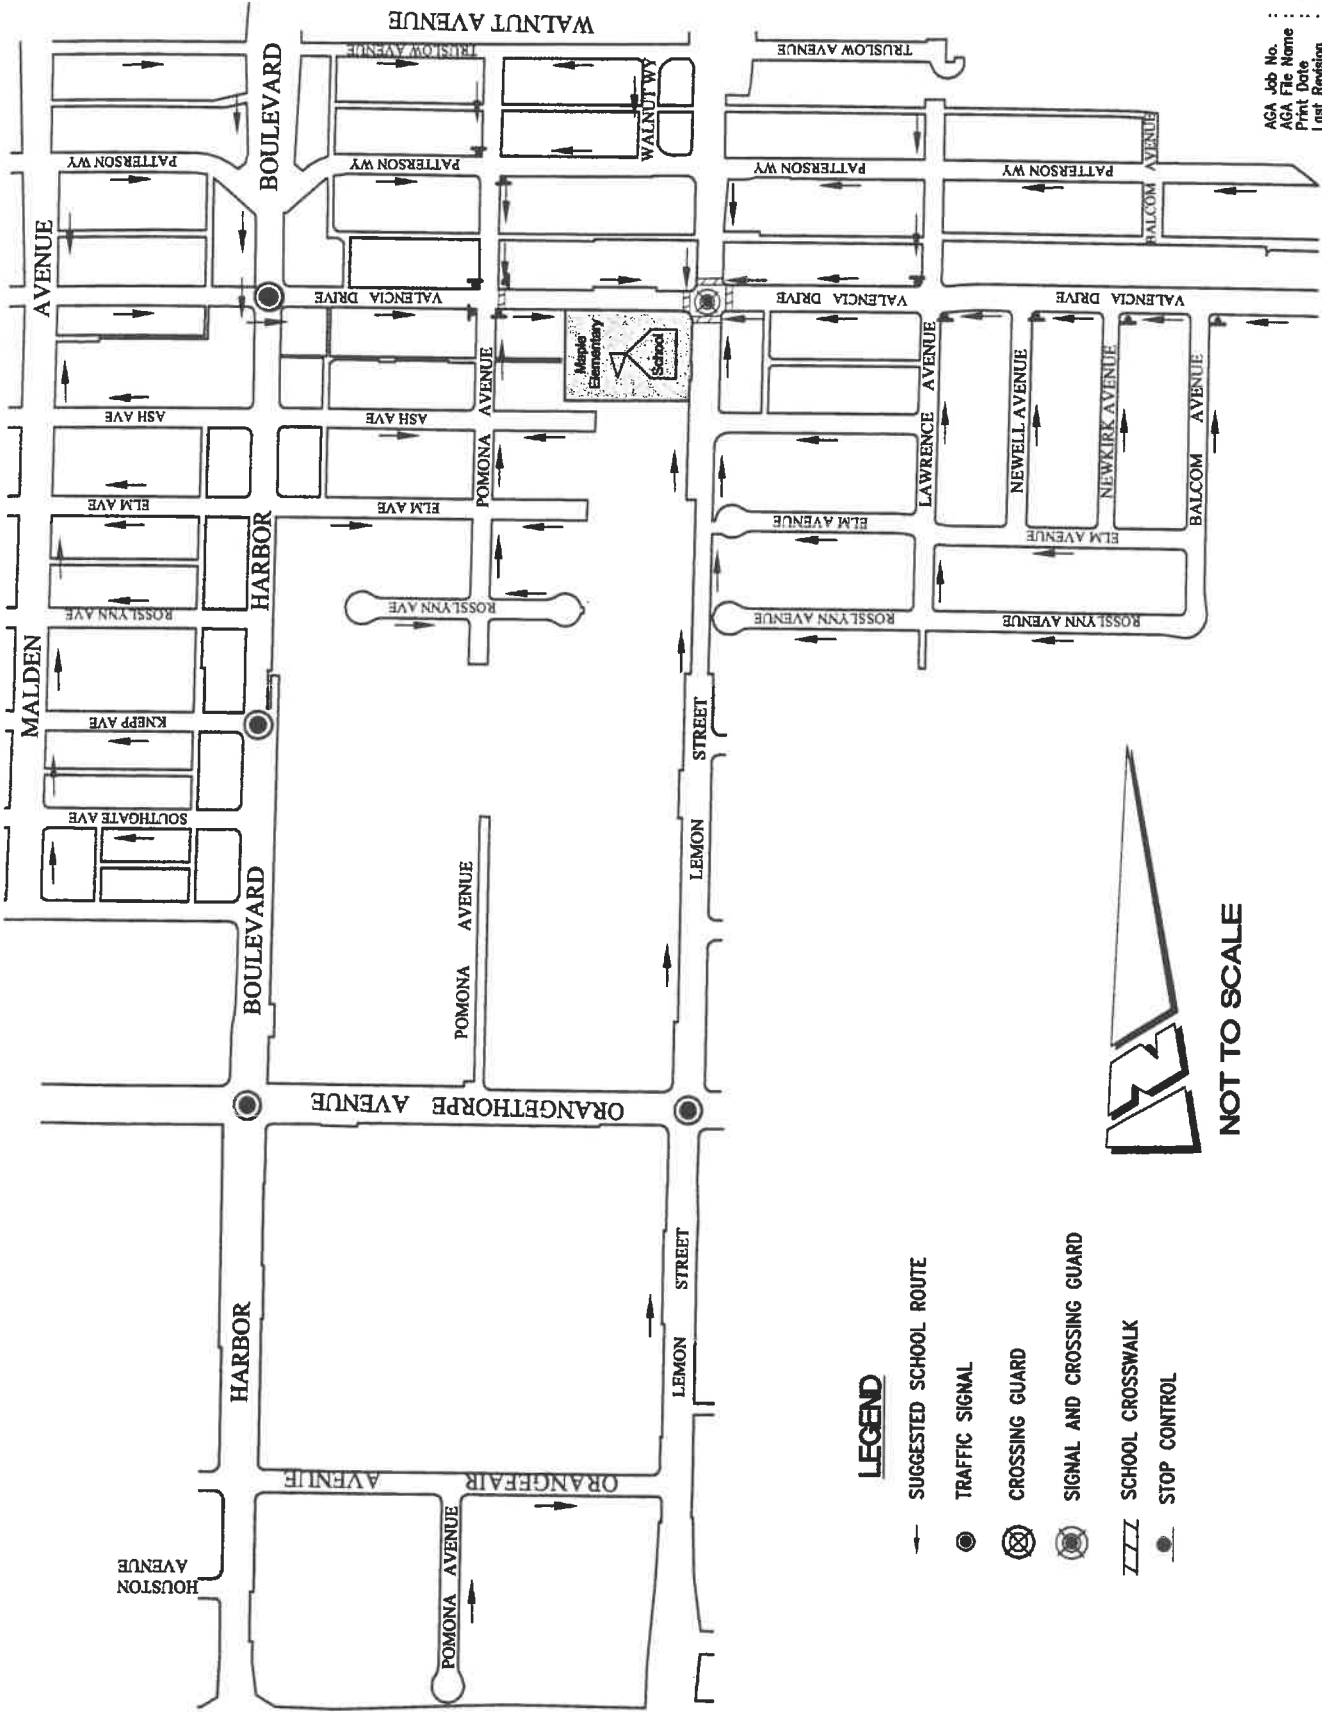 WALNUT AVENUE
TRUSLOW AVENUE
TRUSLOW AVENUE
WALNUT WY
PATTERSON WY
PATTERSON WY
PATTERSON WY
PATTERSON WY
BOULEVARD
AVENUE
BALCOM AVENUE
VALENCIA DRIVE
VALENCIA DRIVE
VALENCIA DRIVE
Maple
Elementary
School
ASH AVE
ASH AVE
POMONA AVENUE
LAWRENCE AVENUE
NEWELL AVENUE
NEWKIRK AVENUE
BALCOM AVENUE
ELM AVE
ELM AVE
ELM AVENUE
ELM AVENUE
HARBOR
ROSSLYNN AVE
ROSSLYNN AVE
ROSSLYNN AVENUE
ROSSLYNN AVENUE
MALDEN
KNEPP AVE
SOUTHGATE AVE
LEMON STREET
BOULEVARD
POMONA AVENUE
ORANGETHORPE AVENUE
HARBOR
LEMON STREET
ORANGEFAIR AVENUE
HOUSTON
AVENUE
POMONA AVENUE
NOT TO SCALE
LEGEND
SUGGESTED SCHOOL ROUTE
TRAFFIC SIGNAL
CROSSING GUARD
SIGNAL AND CROSSING GUARD
SCHOOL CROSSWALK
STOP CONTROL
AGA Job No. :
AGA File Name :
Print Date :
Last Revision :